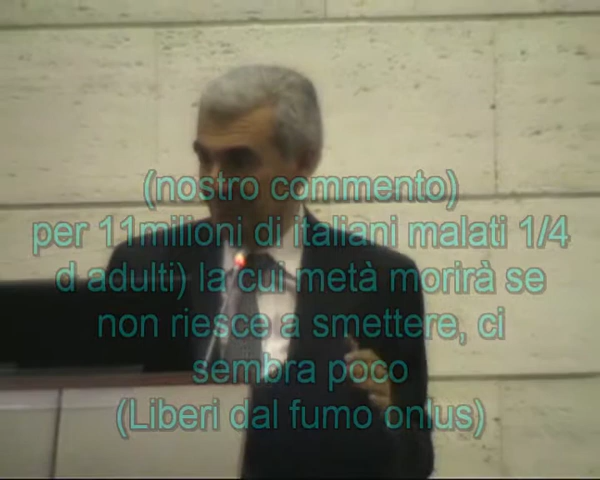 (nostro commento)
per 11milioni di italiani malati 1/4
d adulti) la cui metà morirà se
non riesce a smettere, ci
sembra poco
(Liberi dal fumo onlus)